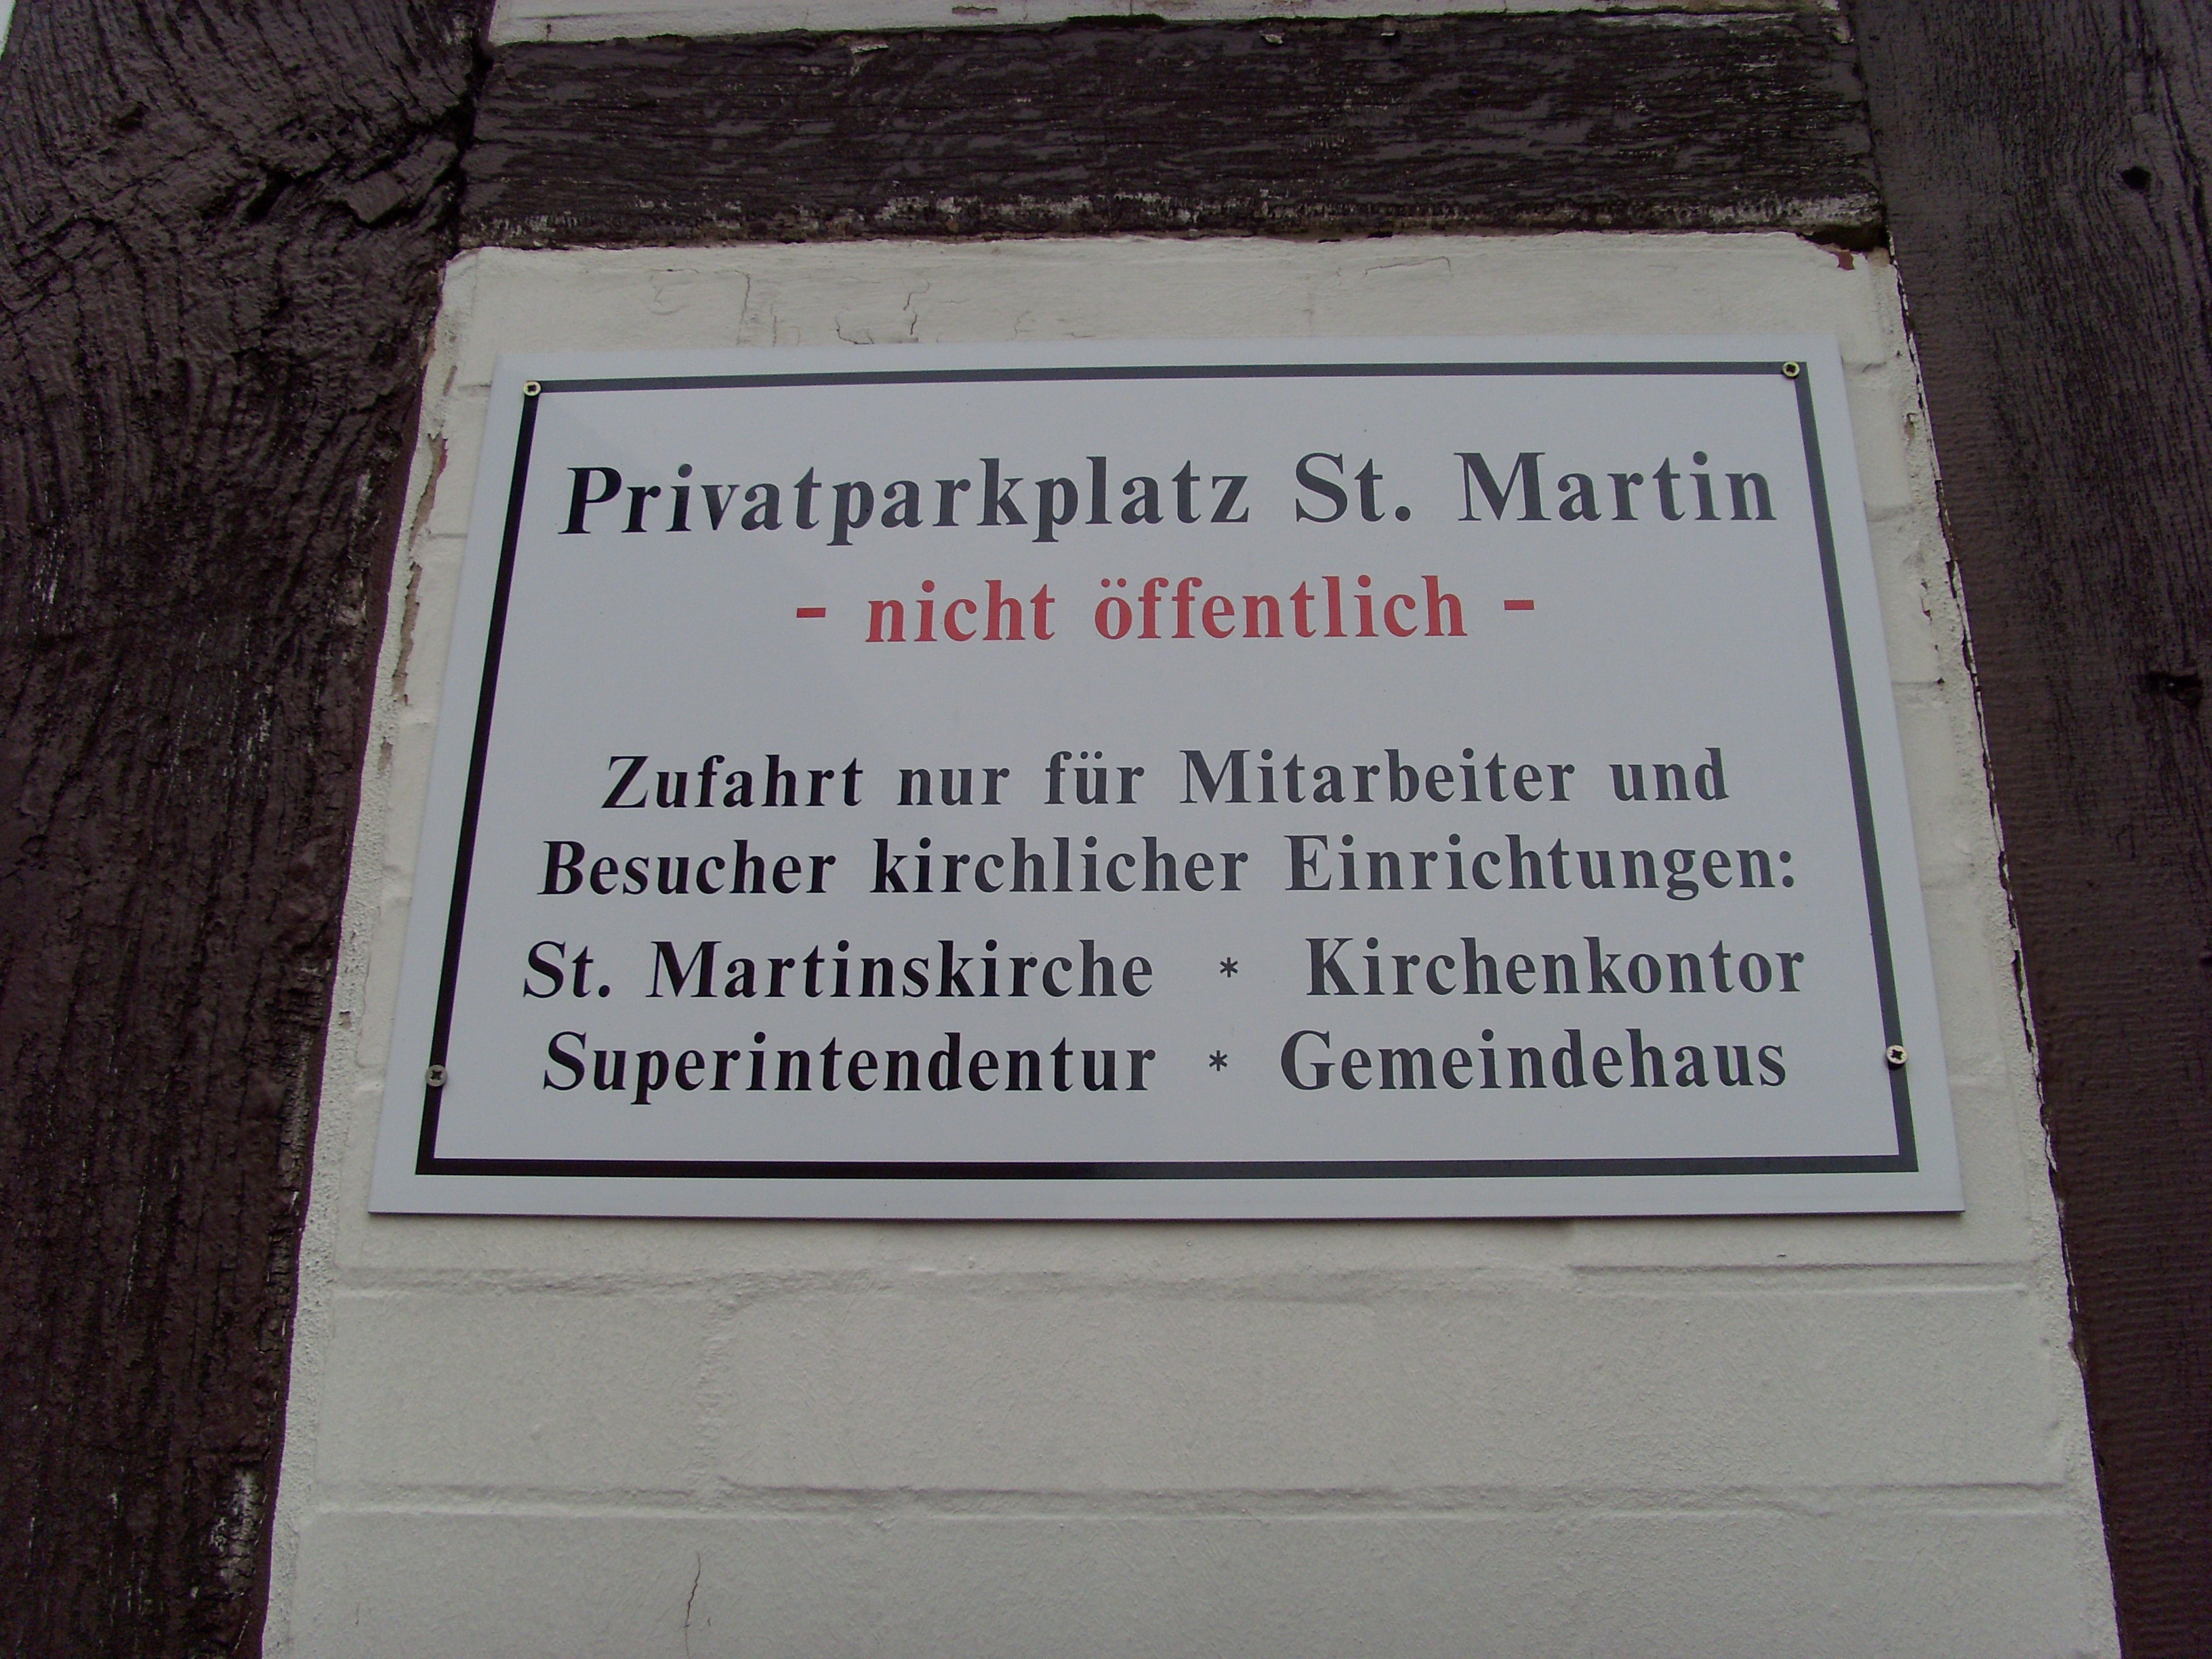 Privatparkplatz St. Martin
- nicht öffentlich -
Zufahrt nur für Mitarbeiter und
Besucher kirchlicher Einrichtungen:
St. Martinskirche * Kirchenkontor
Superintendentur * Gemeindehaus